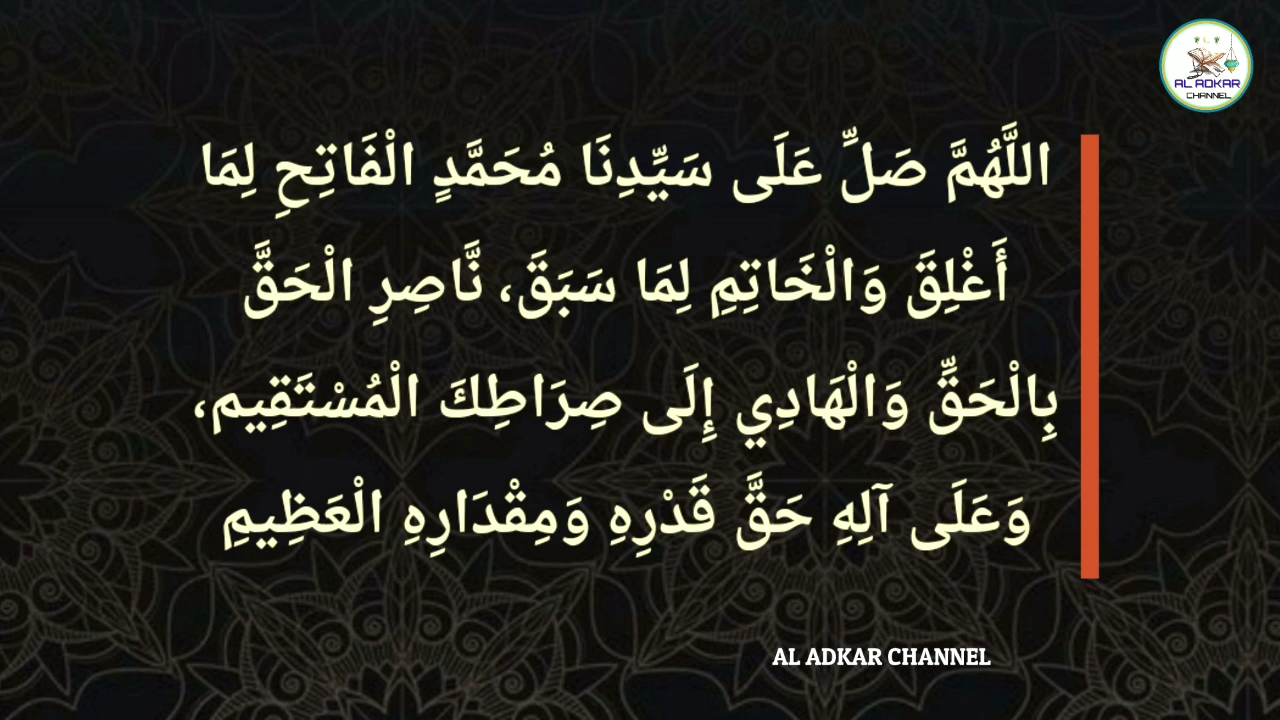 AL ADKAR
CHANNEL
اللَّهُمَّ صَلِّ عَلَى سَيِّدِنَا مُحَمَّدٍ الْفَاتِحِ لِمَا
أَغْلِقَ وَالْخَاتِمِ لِمَا سَبَقَ، نَّاصِرِ الْحَقَّ
بِالْحَقِّ وَالْهَادِي إِلَى صِرَاطِكَ الْمُسْتَقِيم،
وَعَلَى آلِهِ حَقَّ قَدْرِهِ وَمِقْدَارِهِ الْعَظِيمِ
AL ADKAR CHANNEL